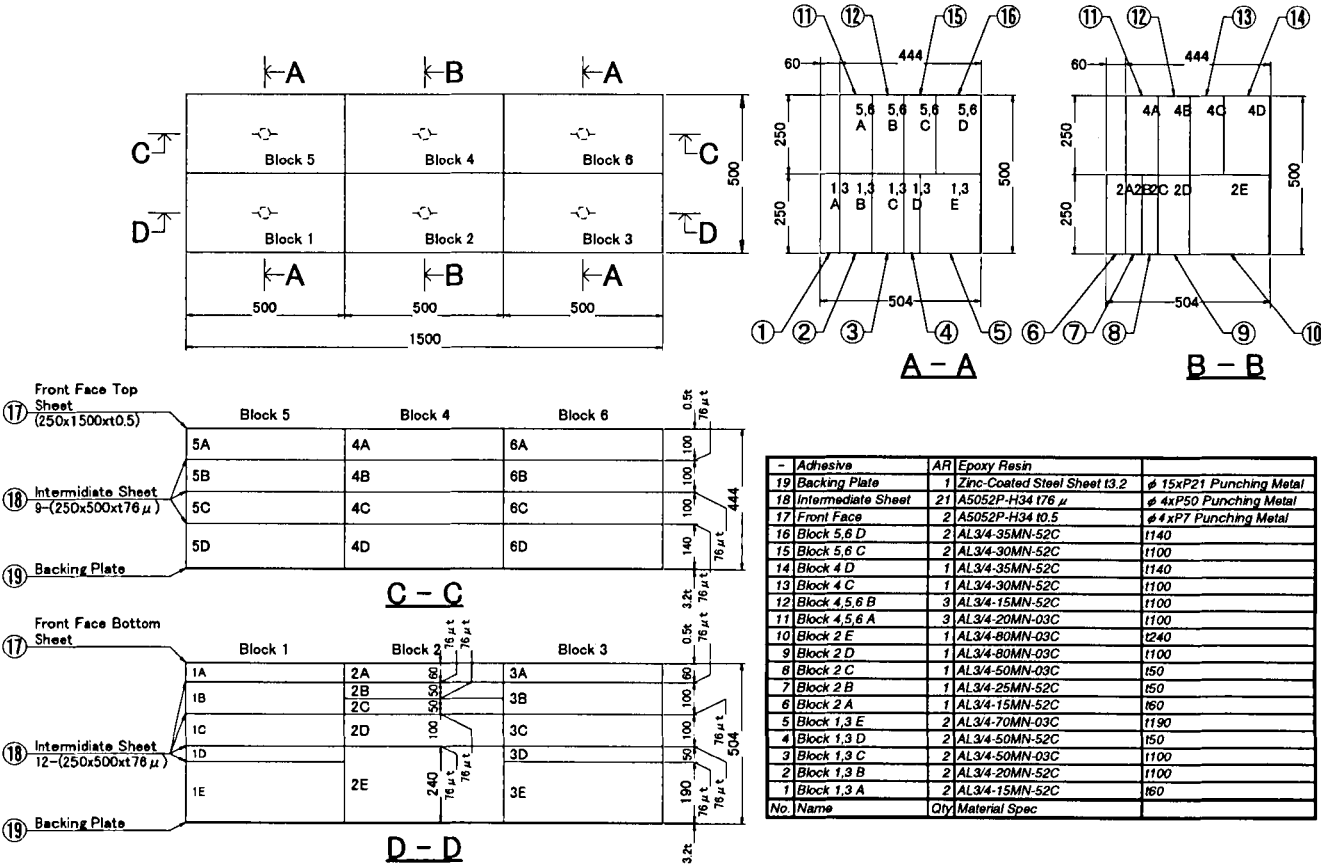 A B A
C C
Block 5 Block 4 Block 6
500
D D
Block 1 Block 2 Block 3
A B A
500 500 500
1500
⑪ ⑫ ⑮ ⑯
60 444
5,6 A 5,6 B 5,6 C 5,6 D
250
500
1,3 A 1,3 B 1,3 C 1,3 D 1,3 E
250
504
① ② ③ ④ ⑤
A - A
⑪ ⑫ ⑬ ⑭
60 444
4A 4B 4C 4D
250
500
2A 2B 2C 2D 2E
250
504
⑥ ⑦ ⑧ ⑨ ⑩
B - B
⑰ Front Face Top
Sheet
(250x1500xt0.5)
Block 5 Block 4 Block 6
0.5t 76μt
5A 4A 6A 100
5B 4B 6B 100
⑱ Intermidiate Sheet
9-(250x500xt76μ)
5C 4C 6C 100
444
5D 4D 6D 140
76μt
⑲ Backing Plate
3.2t 76μt
C - C
⑰ Front Face Bottom
Sheet
Block 1 Block 2 Block 3
76μt 76μt 0.5t 76μt
1A 2A 60 3A 60
1B 2B 50 3B 100
2C 50
1C 2D 100 3C 100
⑱ Intermidiate Sheet
12-(250x500xt76μ)
1D 3D 50
76μt
504
1E 2E 240 3E 190
76μt 76μt 76μt 76μt
⑲ Backing Plate
3.2t
D - D
- Adhesive AR Epoxy Resin
19 Backing Plate 1 Zinc-Coated Steel Sheet t3.2 φ 15xP21 Punching Metal
18 Intermediate Sheet 21 A5052P-H34 t76 μ φ 4xP50 Punching Metal
17 Front Face 2 A5052P-H34 t0.5 φ 4xP7 Punching Metal
16 Block 5,6 D 2 AL3/4-35MN-52C t140
15 Block 5,6 C 2 AL3/4-30MN-52C t100
14 Block 4 D 1 AL3/4-35MN-52C t140
13 Block 4 C 1 AL3/4-30MN-52C t100
12 Block 4,5,6 B 3 AL3/4-15MN-52C t100
11 Block 4,5,6 A 3 AL3/4-20MN-03C t100
10 Block 2 E 1 AL3/4-80MN-03C t240
9 Block 2 D 1 AL3/4-80MN-03C t100
8 Block 2 C 1 AL3/4-50MN-03C t50
7 Block 2 B 1 AL3/4-25MN-52C t50
6 Block 2 A 1 AL3/4-15MN-52C t60
5 Block 1,3 E 2 AL3/4-70MN-03C t190
4 Block 1,3 D 2 AL3/4-50MN-52C t50
3 Block 1,3 C 2 AL3/4-50MN-03C t100
2 Block 1,3 B 2 AL3/4-20MN-52C t100
1 Block 1,3 A 2 AL3/4-15MN-52C t60
No. Name Qty Material Spec